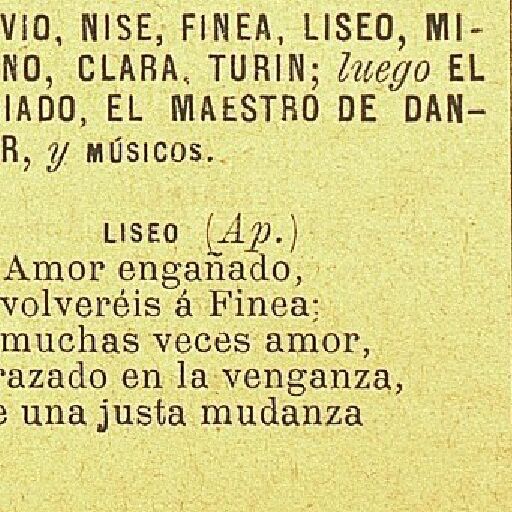 VIO, NISE, FINEA, LISEO, MI-
NO, CLARA, TURIN; luego EL
IADO, EL MAESTRO DE DAN-
R, y MÚSICOS.
LISEO (Ap.)
Amor engañado,
volveréis á Finea;
muchas veces amor,
razado en la venganza,
e una justa mudanza